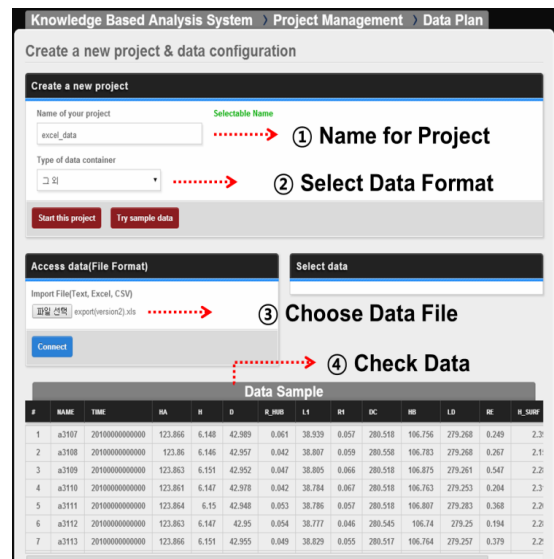 Knowledge Based Analysis System 〉 Project Management 〉 Data Plan
Create a new project & data configuration
Create a new project
Name of your project Selectable Name
excel_data
① Name for Project
Type of data container
그 외
② Select Data Format
Start this project Try sample data
Access data(File Format) Select data
Import File(Text, Excel, CSV)
파일 선택 export(version2).xls
③ Choose Data File
Connect
④ Check Data
Data Sample
# NAME TIME HA H D R_HUB L1 R1 DC HB LD RE H_SURF
1 a3107 20100000000000 123.866 6.148 42.989 0.061 38.939 0.057 280.518 106.756 279.268 0.249
2 a3108 20100000000000 123.86 6.146 42.957 0.042 38.807 0.059 280.558 106.783 279.268 0.267
3 a3109 20100000000000 123.863 6.151 42.952 0.047 38.805 0.066 280.518 106.875 279.261 0.547
4 a3110 20100000000000 123.861 6.147 42.978 0.042 38.784 0.067 280.518 106.763 279.253 0.204
5 a3111 20100000000000 123.864 6.15 42.948 0.053 38.786 0.057 280.518 106.807 279.283 0.368
6 a3112 20100000000000 123.863 6.147 42.95 0.054 38.777 0.046 280.545 106.74 279.25 0.194
7 a3113 20100000000000 123.866 6.151 42.955 0.049 38.829 0.055 280.517 106.764 279.257 0.379